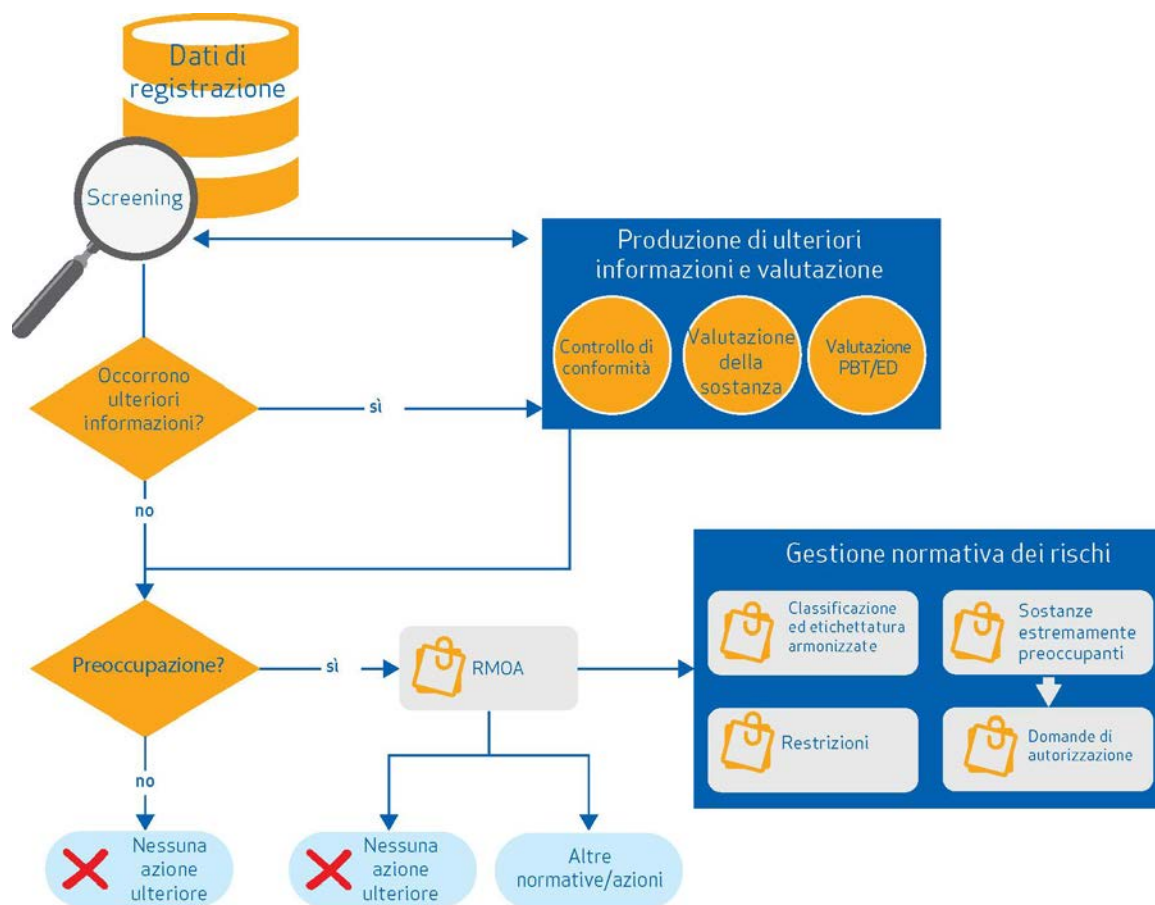 Dati di
registrazione
Screening
Produzione di ulteriori
informazioni e valutazione
Controllo di
conformità
Valutazione
della
sostanza
Valutazione
PBT/ED
Occorrono
ulteriori
informazioni?
sì
no
Gestione normativa dei rischi
Classificazione
ed etichettatura
armonizzate
Sostanze
estremamente
preoccupanti
Preoccupazione?
sì
RMOA
Restrizioni
Domande di
autorizzazione
no
Nessuna
azione
ulteriore
Nessuna
azione
ulteriore
Altre
normative/azioni